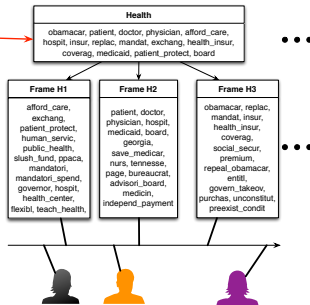 Health
obamacar, patient, doctor, physician, afford_care,
hospit, insur, replac, mandat, exchang, health_insur,
coverag, medicaid, patient_protect, board
Frame H1
afford_care,
exchang,
patient_protect,
human_servic,
public_health,
slush_fund, ppaca,
mandatori,
mandatori_spend,
governor, hospit,
health_center,
flexibl, teach_health,
Frame H2
patient, doctor,
physician, hospit,
medicaid, board,
georgia,
save_medicar,
nurs, tennesse,
page, bureaucrat,
advisori_board,
medicin,
independ_payment
Frame H3
obamacar, replac,
mandat, insur,
health_insur,
coverag,
social_secur,
premium,
repeal_obamacar,
entitl,
govern_takeov,
purchas, unconstitut,
preexist_condit